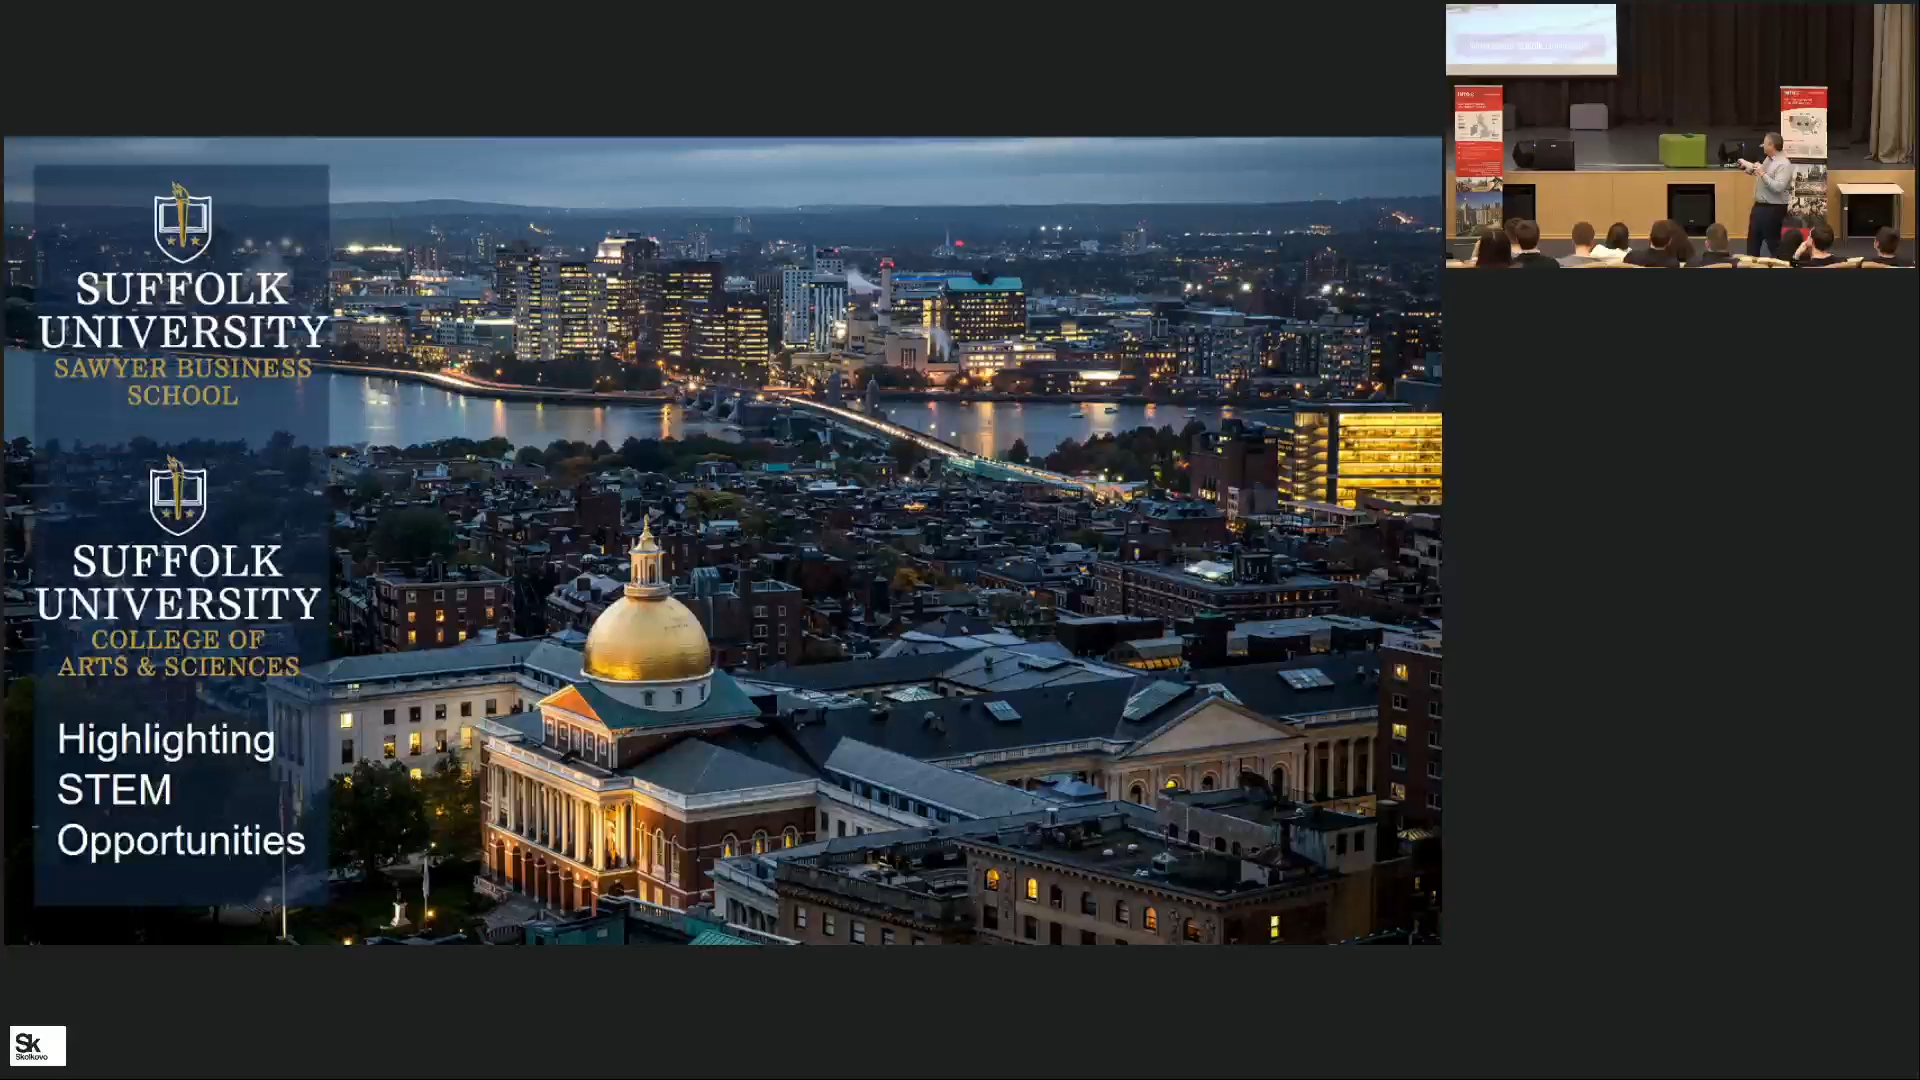 SUFFOLK
UNIVERSITY
SAWYER BUSINESS
SCHOOL
SUFFOLK
UNIVERSITY
COLLEGE OF
ARTS & SCIENCES
Highlighting
STEM
Opportunities
Sk
Skolkovo